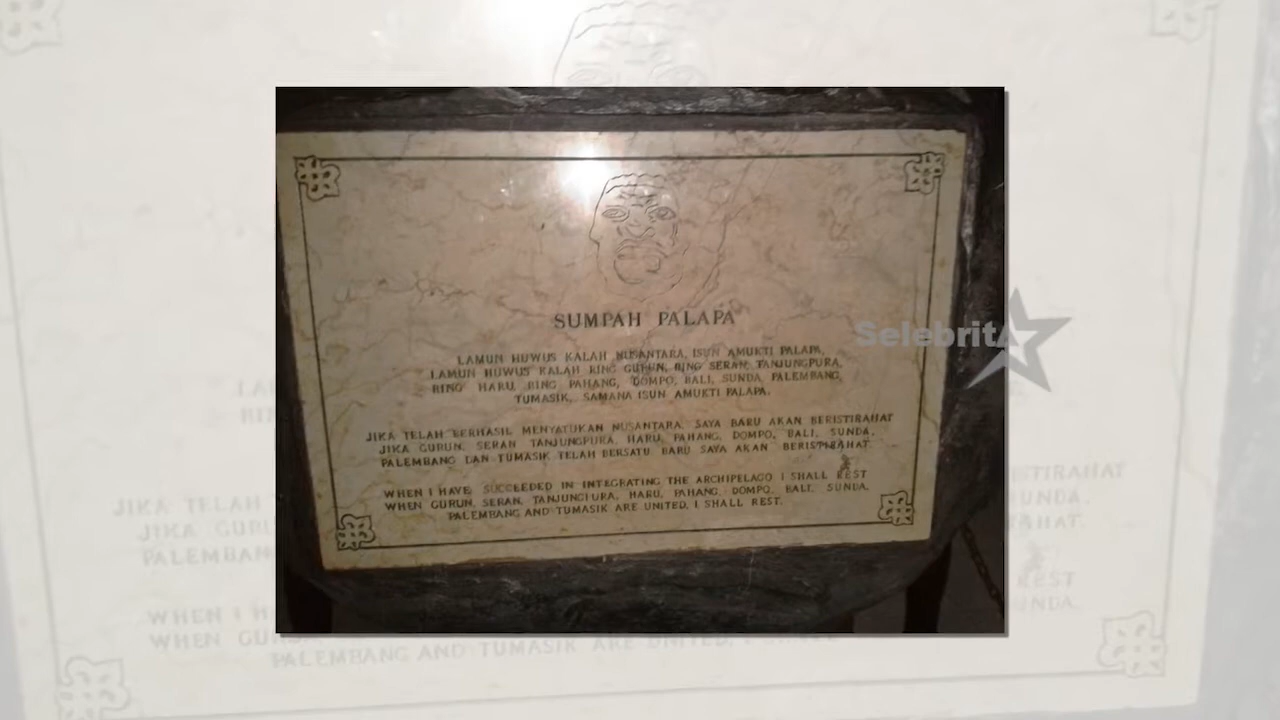 SUMPAH PALAPA
LAMUN HUWUS KALAH NUSANTARA, ISUN AMUKTI PALAPA,
LAMUN HUWUS KALAH RING GURUN, RING SERAN, TANJUNGPURA,
RING HARU, RING PAHANG, DOMPO, BALI, SUNDA, PALEMBANG,
TUMASIK, SAMANA ISUN AMUKTI PALAPA.
JIKA TELAH BERHASIL MENYATUKAN NUSANTARA, SAYA BARU AKAN BERISTIRAHAT
JIKA GURUN, SERAN TANJUNGPURA, HARU, PAHANG, DOMPO, BALI, SUNDA,
PALEMBANG DAN TUMASIK TELAH BERSATU, BARU SAYA AKAN BERISTIRAHAT.
WHEN I HAVE SUCCEEDED IN INTEGRATING THE ARCHIPELAGO I SHALL REST
WHEN GURUN, SERAN, TANJUNGPURA, HARU, PAHANG, DOMPO, BALI, SUNDA,
PALEMBANG AND TUMASIK ARE UNITED, I SHALL REST.
Selebrita